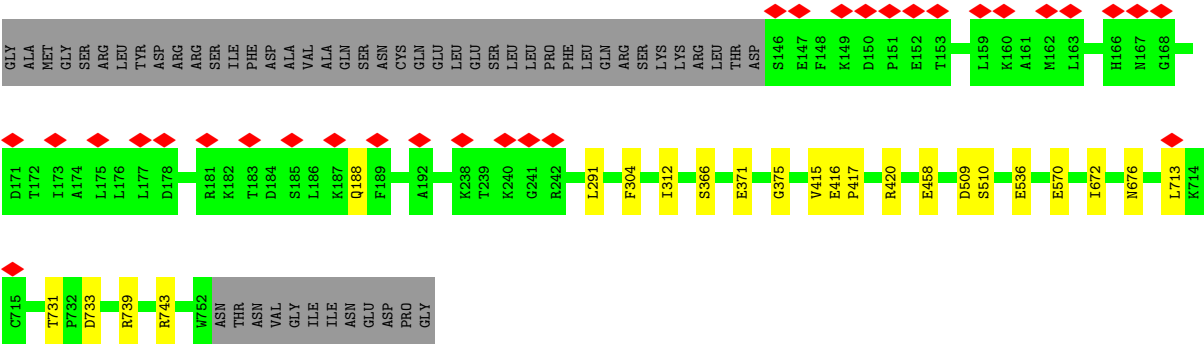 GLY ALA MET GLY SER ARG LEU TYR ASP ARG ARG SER ILE PHE ASP ALA VAL ALA GLN SER ASN CYS GLN GLU LEU GLU SER LEU LEU PRO PHE LEU GLN ARG SER LYS LYS ARG LEU THR ASP S146 E147 F148 K149 D150 P151 E152 T153 L159 K160 A161 M162 L163 H166 N167 G168
D171 T172 I173 A174 L175 L176 L177 D178 R181 K182 T183 D184 S185 L186 K187 Q188 F189 A192 K238 T239 K240 G241 R242 L291 F304 I312 S366 E371 G375 V415 E416 P417 R420 E458 D509 S510 E536 E570 I672 N676 L713 K714
C715 T731 P732 D733 R739 R743 W752 ASN THR ASN VAL GLY ILE ILE ASN GLU ASP PRO GLY